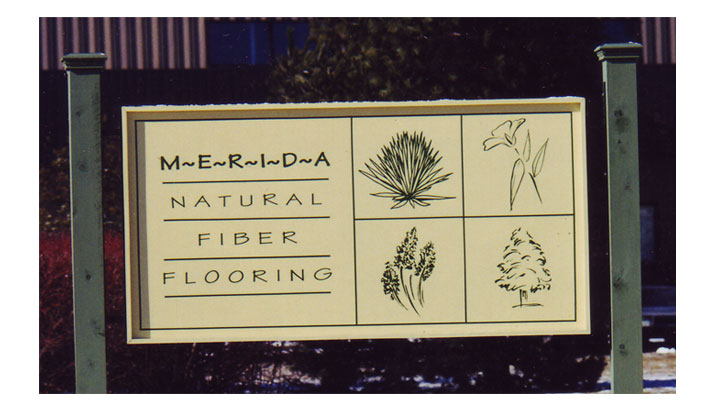 M~E~R~I~D~A
NATURAL
FIBER
FLOORING